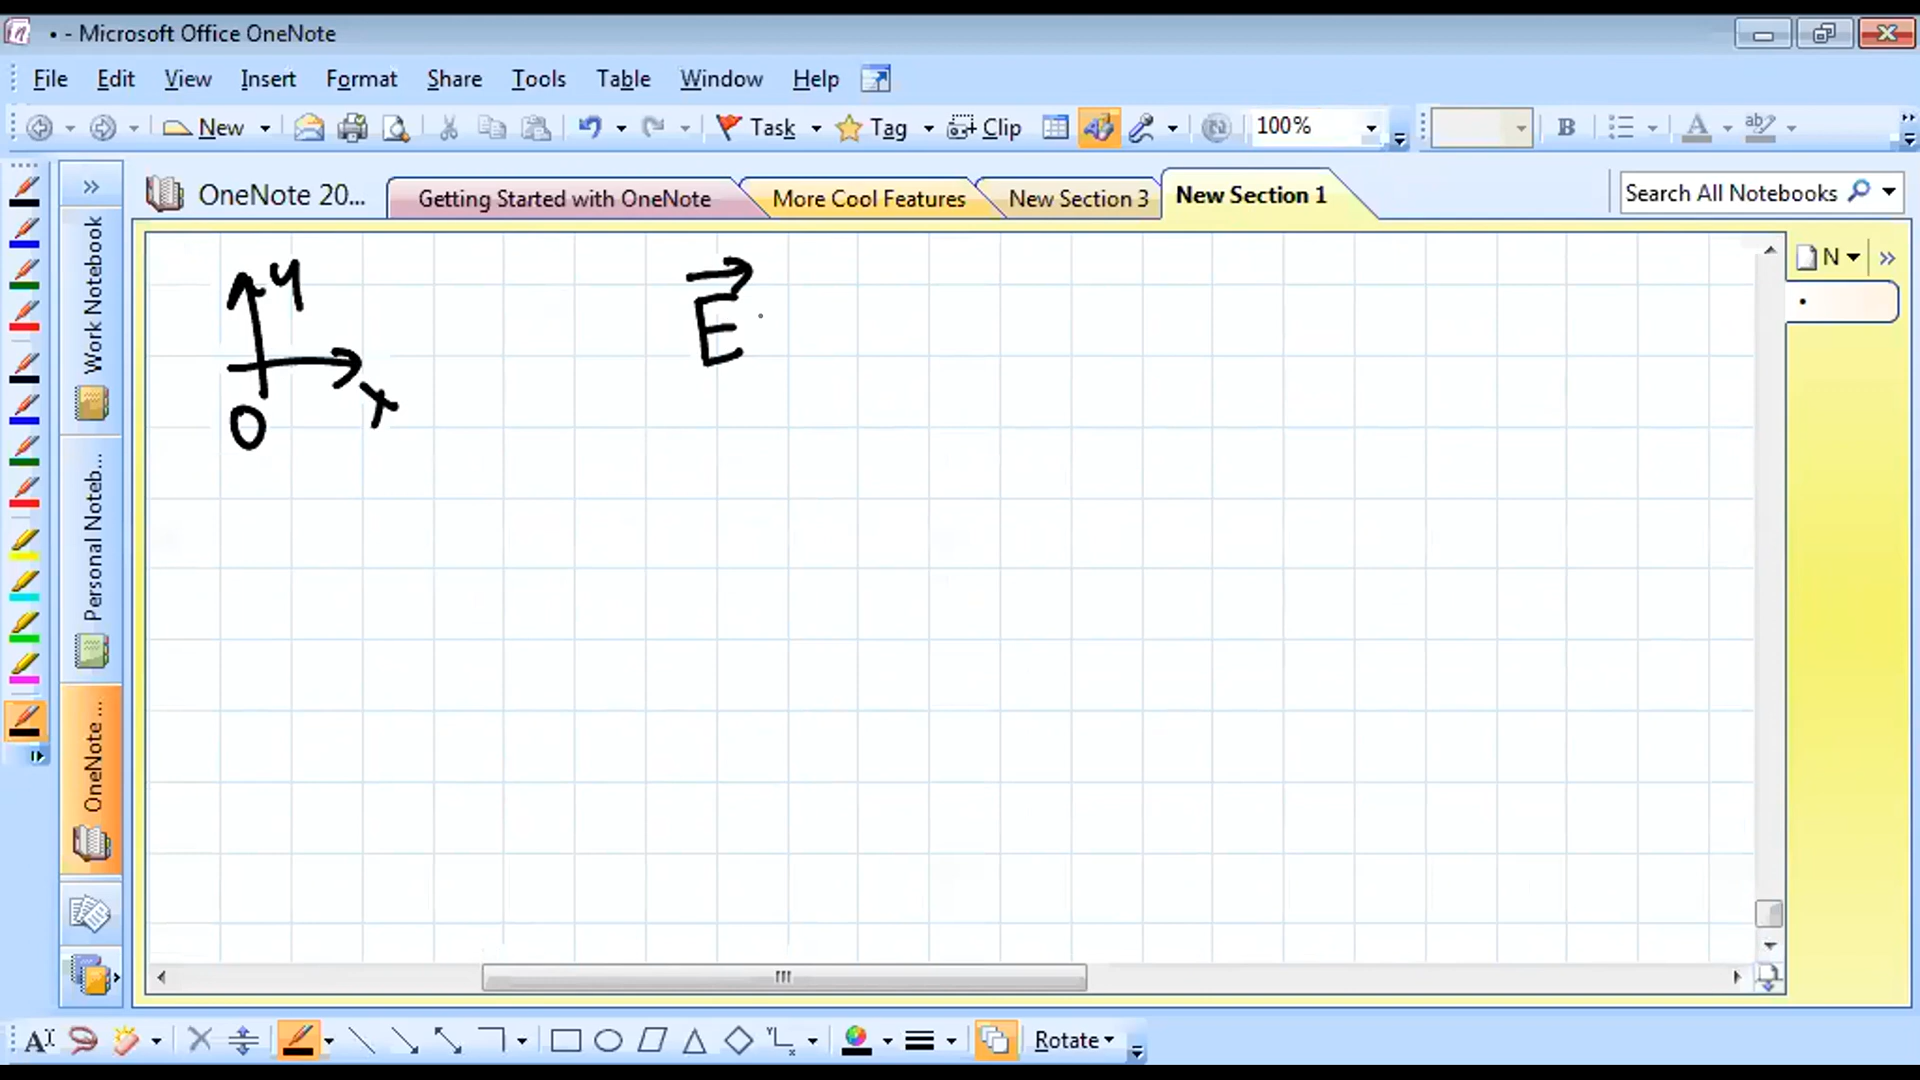 • - Microsoft Office OneNote
File Edit View Insert Format Share Tools Table Window Help
New Task Tag Clip 100% B A ab
OneNote 20... Getting Started with OneNote More Cool Features New Section 3 New Section 1 Search All Notebooks
N
•
Work Notebook
Personal Noteb...
OneNote ...
y
x
O
E
A Rotate